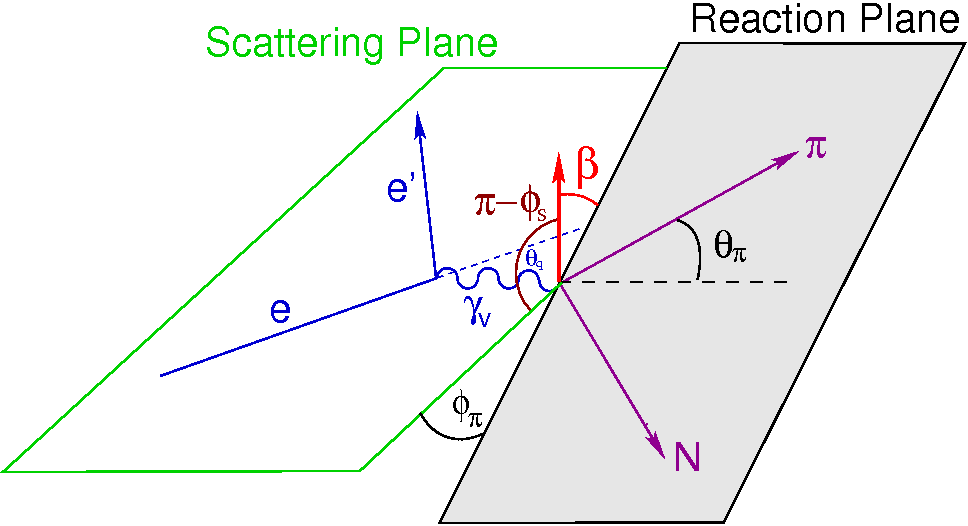 Reaction Plane
Scattering Plane
π
β
e'
π−ϕs
θπ
θq
e
γv
ϕπ
N